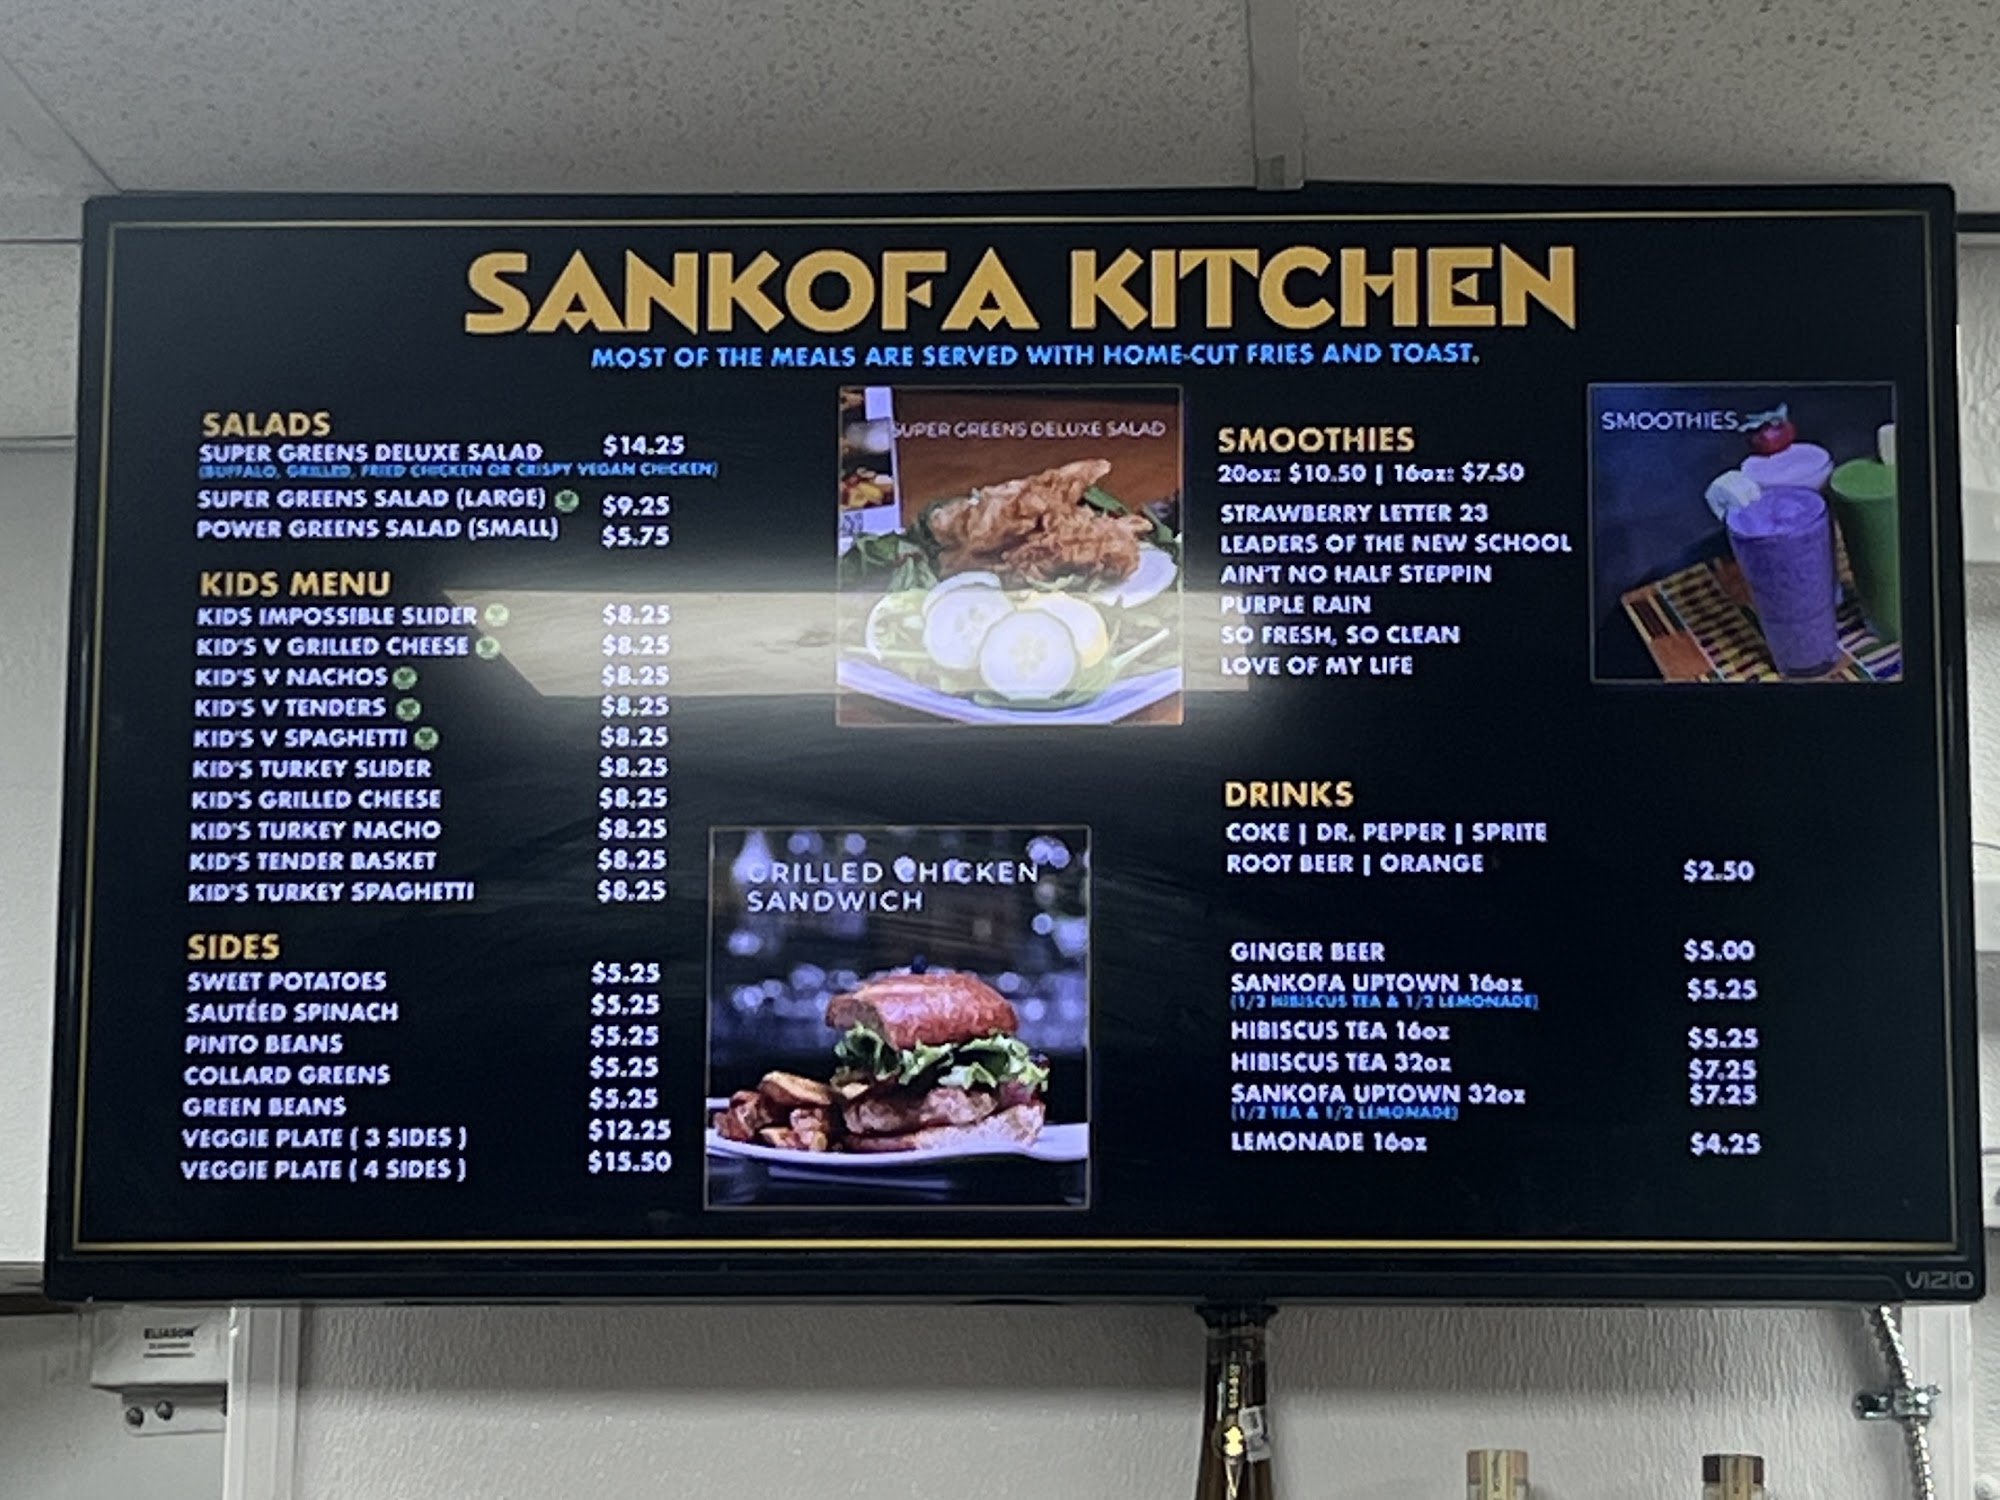 SANKOFA KITCHEN
MOST OF THE MEALS ARE SERVED WITH HOME-CUT FRIES AND TOAST.
SALADS
SUPER GREENS DELUXE SALAD $14.25
(BUFFALO, GRILLED, FRIED CHICKEN OR CRISPY VEGAN CHICKEN)
SUPER GREENS SALAD (LARGE) $9.25
POWER GREENS SALAD (SMALL) $5.75
KIDS MENU
KIDS IMPOSSIBLE SLIDER $8.25
KID'S V GRILLED CHEESE $8.25
KID'S V NACHOS $8.25
KID'S V TENDERS $8.25
KID'S V SPAGHETTI $8.25
KID'S TURKEY SLIDER $8.25
KID'S GRILLED CHEESE $8.25
KID'S TURKEY NACHO $8.25
KID'S TENDER BASKET $8.25
KID'S TURKEY SPAGHETTI $8.25
SIDES
SWEET POTATOES $5.25
SAUTÉED SPINACH $5.25
PINTO BEANS $5.25
COLLARD GREENS $5.25
GREEN BEANS $5.25
VEGGIE PLATE ( 3 SIDES ) $12.25
VEGGIE PLATE ( 4 SIDES ) $15.50
SUPER GREENS DELUXE SALAD
GRILLED CHICKEN
SANDWICH
SMOOTHIES
20oz: $10.50 | 16oz: $7.50
STRAWBERRY LETTER 23
LEADERS OF THE NEW SCHOOL
AIN'T NO HALF STEPPIN
PURPLE RAIN
SO FRESH, SO CLEAN
LOVE OF MY LIFE
SMOOTHIES
DRINKS
COKE | DR. PEPPER | SPRITE
ROOT BEER | ORANGE $2.50
GINGER BEER $5.00
SANKOFA UPTOWN 16oz $5.25
(1/2 HIBISCUS TEA & 1/2 LEMONADE)
HIBISCUS TEA 16oz $5.25
HIBISCUS TEA 32oz $7.25
SANKOFA UPTOWN 32oz $7.25
(1/2 TEA & 1/2 LEMONADE)
LEMONADE 16oz $4.25
VIZIO
ELIASON